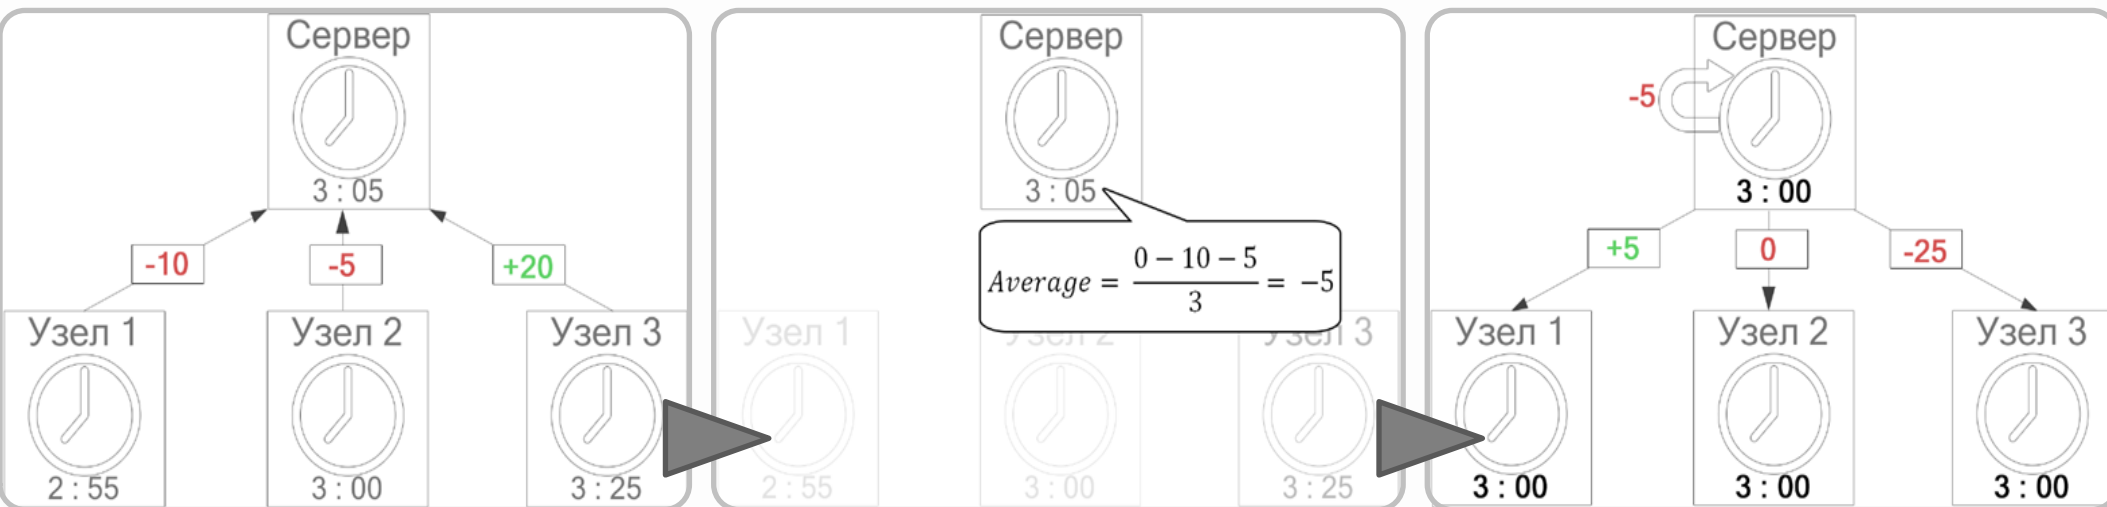 Сервер
3 : 05
-10
-5
+20
Узел 1
Узел 2
Узел 3
2 : 55
3 : 00
3 : 25
Сервер
3 : 05
Average = (0 − 10 − 5) / 3 = −5
Узел 1
Узел 2
Узел 3
2 : 55
3 : 00
3 : 25
Сервер
-5
3 : 00
+5
0
-25
Узел 1
Узел 2
Узел 3
3 : 00
3 : 00
3 : 00